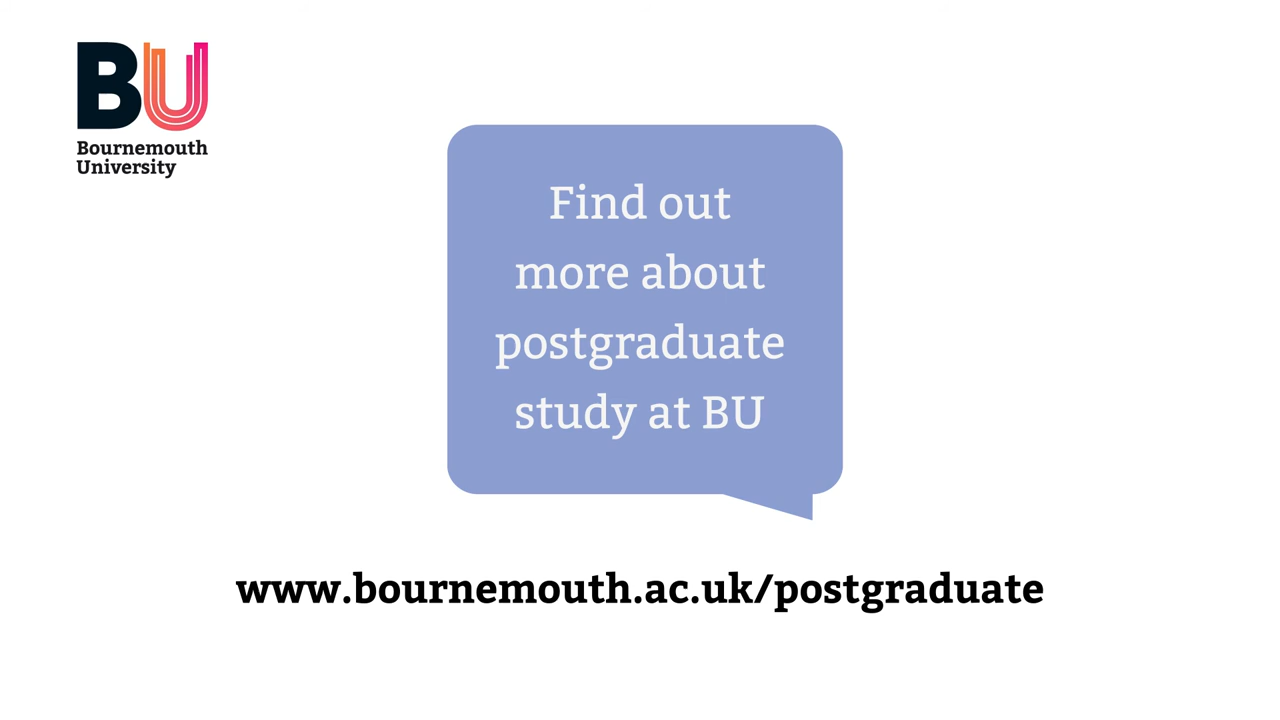 BU
Bournemouth
University
Find out
more about
postgraduate
study at BU
www.bournemouth.ac.uk/postgraduate